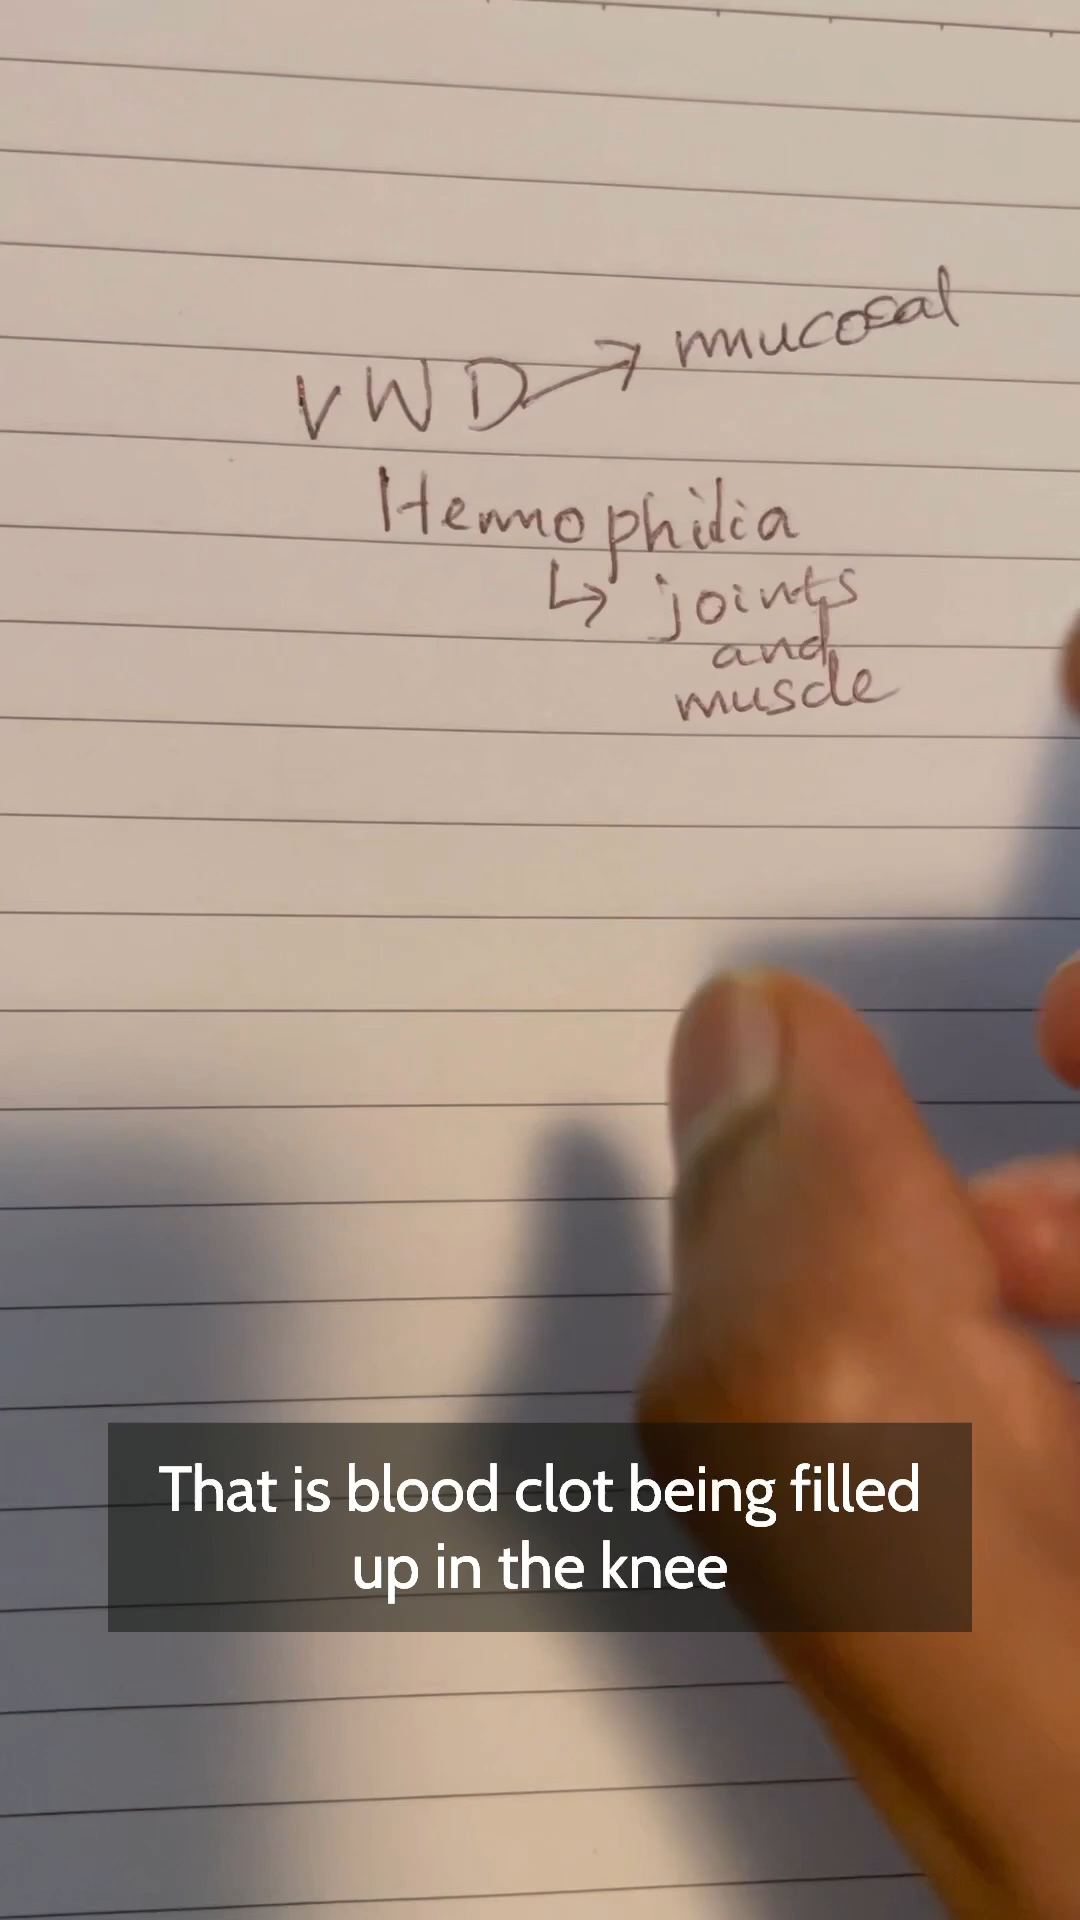 VWD → mucosal
Hemophilia
↳ joints
and
muscle
That is blood clot being filled
up in the knee